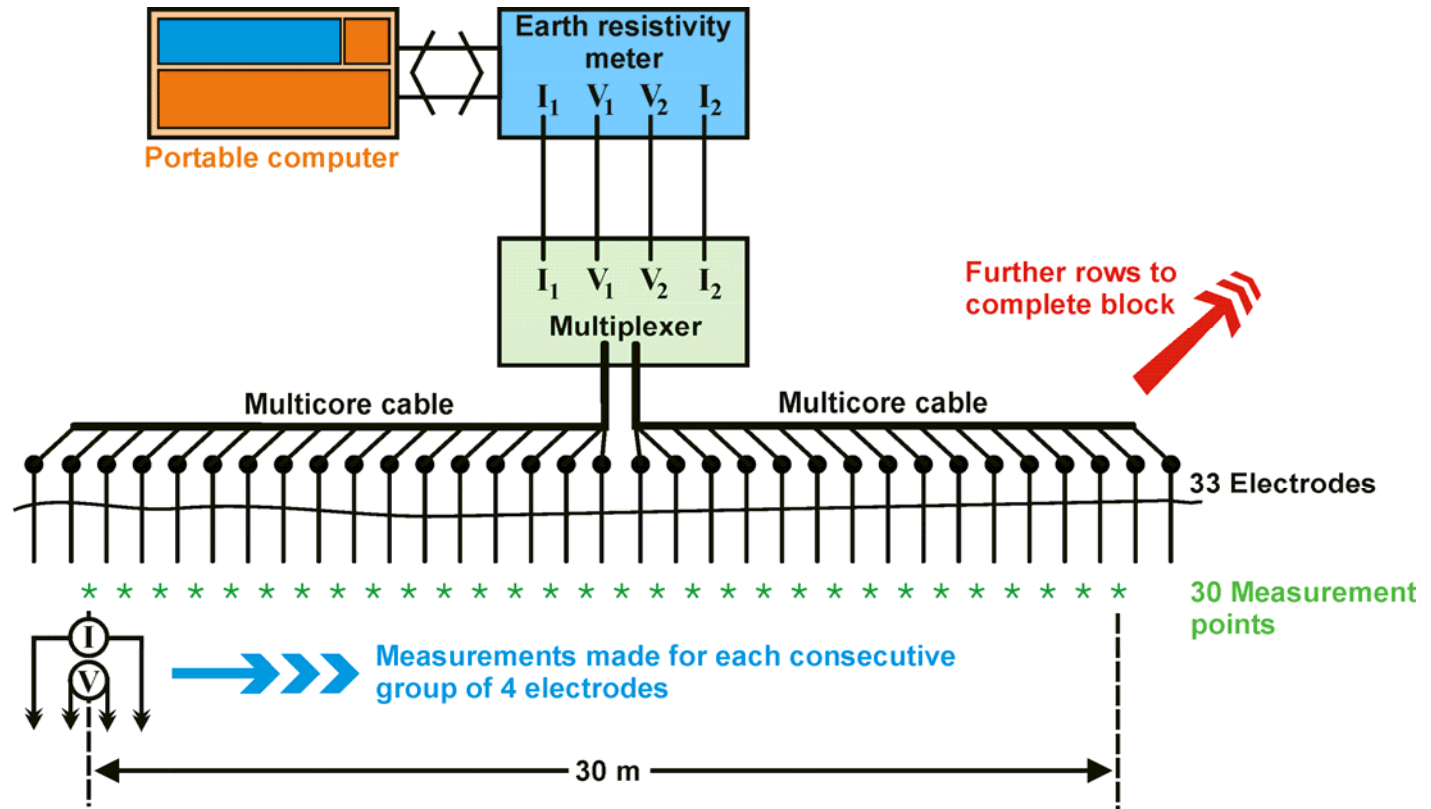 Earth resistivity
meter
I₁ V₁ V₂ I₂
Portable computer
I₁ V₁ V₂ I₂
Multiplexer
Further rows to
complete block
Multicore cable
Multicore cable
33 Electrodes
* * * * * * * * * * * * * * * * * * * * * * * * * * * * * *
30 Measurement
points
I
V
Measurements made for each consecutive
group of 4 electrodes
30 m